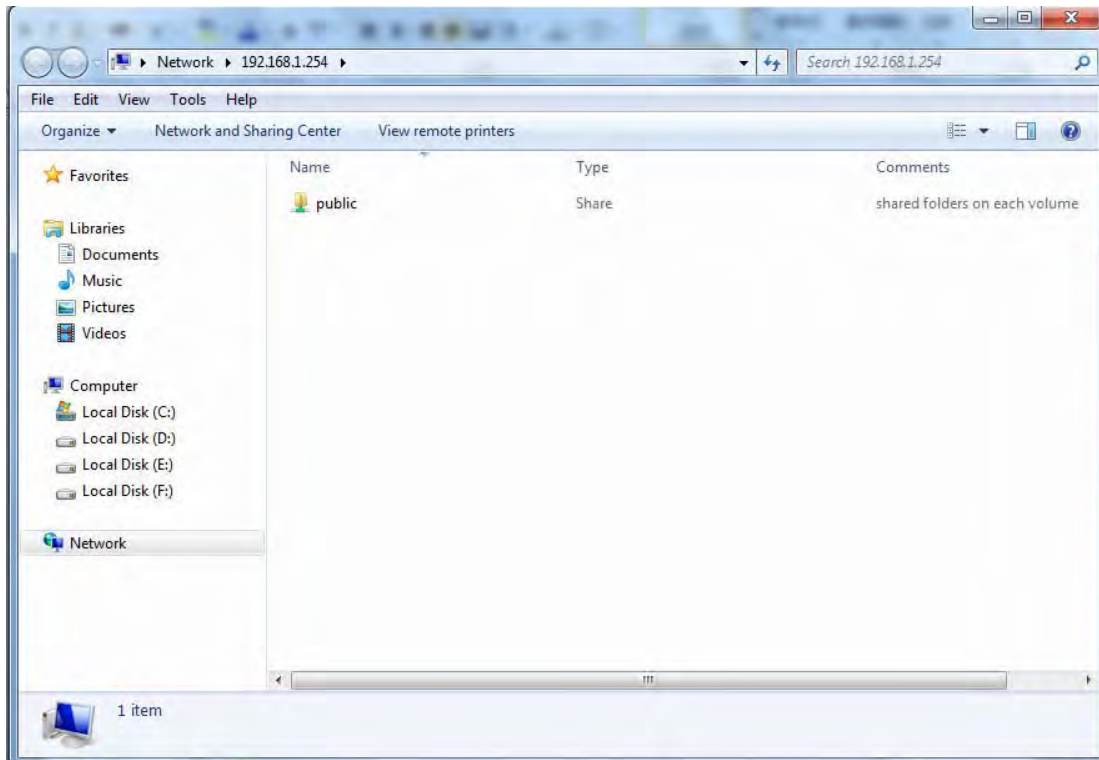 Network ▸ 192.168.1.254 ▸ Search 192.168.1.254
File Edit View Tools Help
Organize ▾ Network and Sharing Center View remote printers
Name Type Comments
Favorites
public Share shared folders on each volume
Libraries
Documents
Music
Pictures
Videos
Computer
Local Disk (C:)
Local Disk (D:)
Local Disk (E:)
Local Disk (F:)
Network
1 item